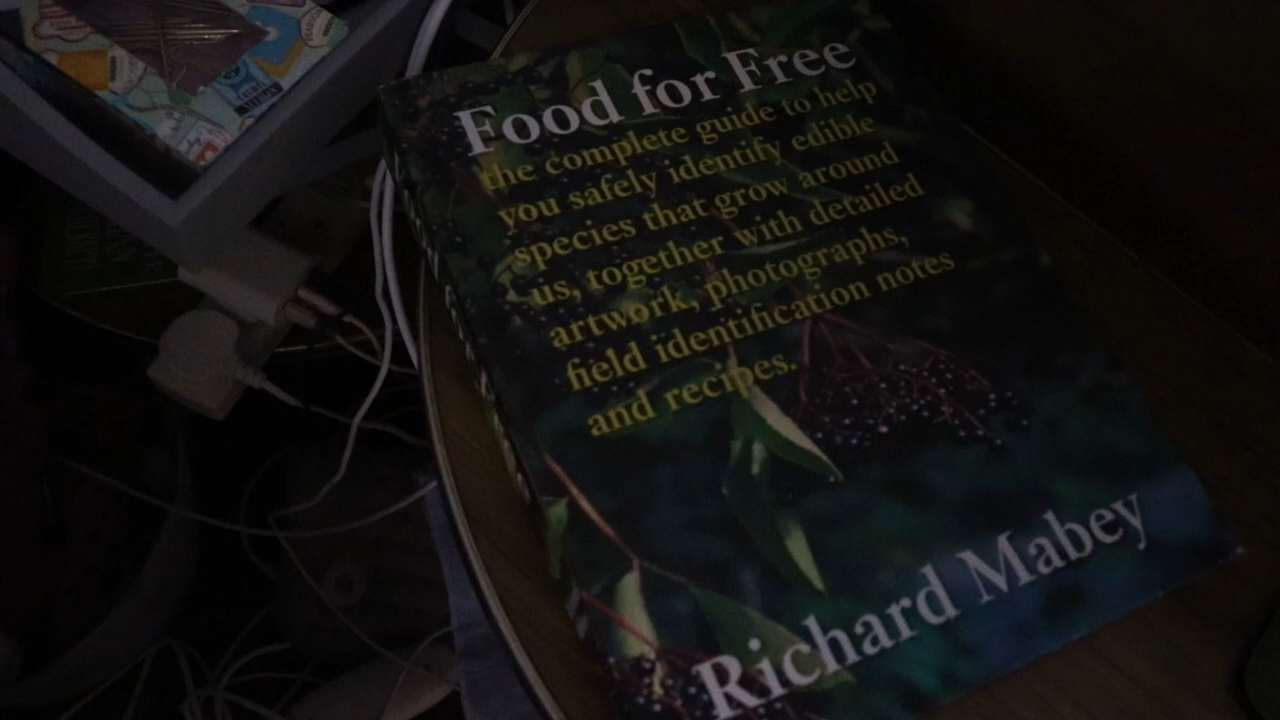 Food for Free
the complete guide to help
you safely identify edible
species that grow around
us, together with detailed
artwork, photographs,
field identification notes
and recipes.
Richard Mabey